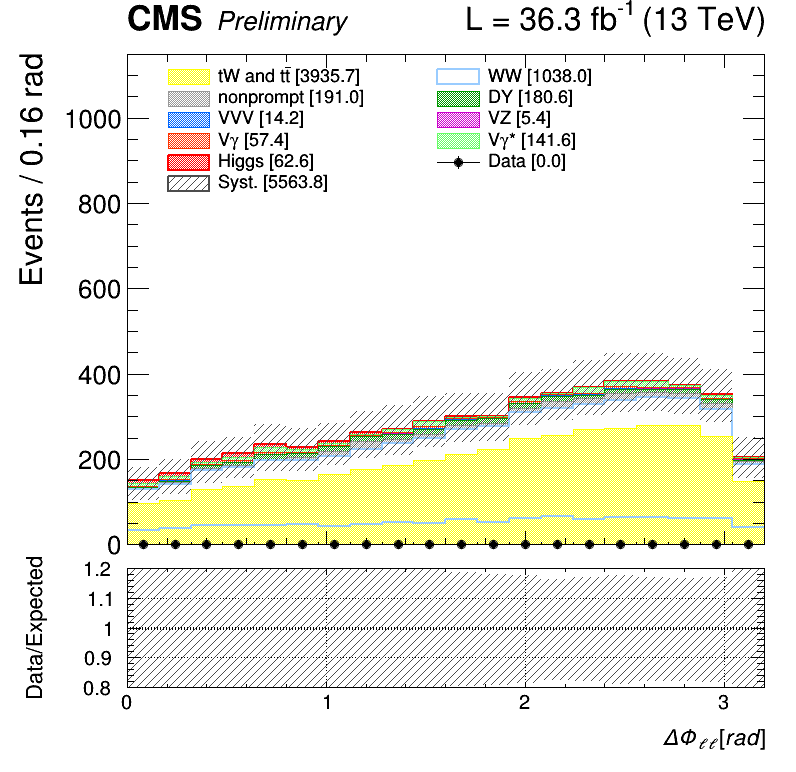 CMS Preliminary L = 36.3 fb⁻¹ (13 TeV)
Events / 0.16 rad
tW and tt̄ [3935.7]
nonprompt [191.0]
VVV [14.2]
Vγ [57.4]
Higgs [62.6]
Syst. [5563.8]
WW [1038.0]
DY [180.6]
VZ [5.4]
Vγ* [141.6]
Data [0.0]
1000
800
600
400
200
0
Data/Expected
1.2
1.1
1
0.9
0.8
0 1 2 3
ΔΦℓℓ[rad]